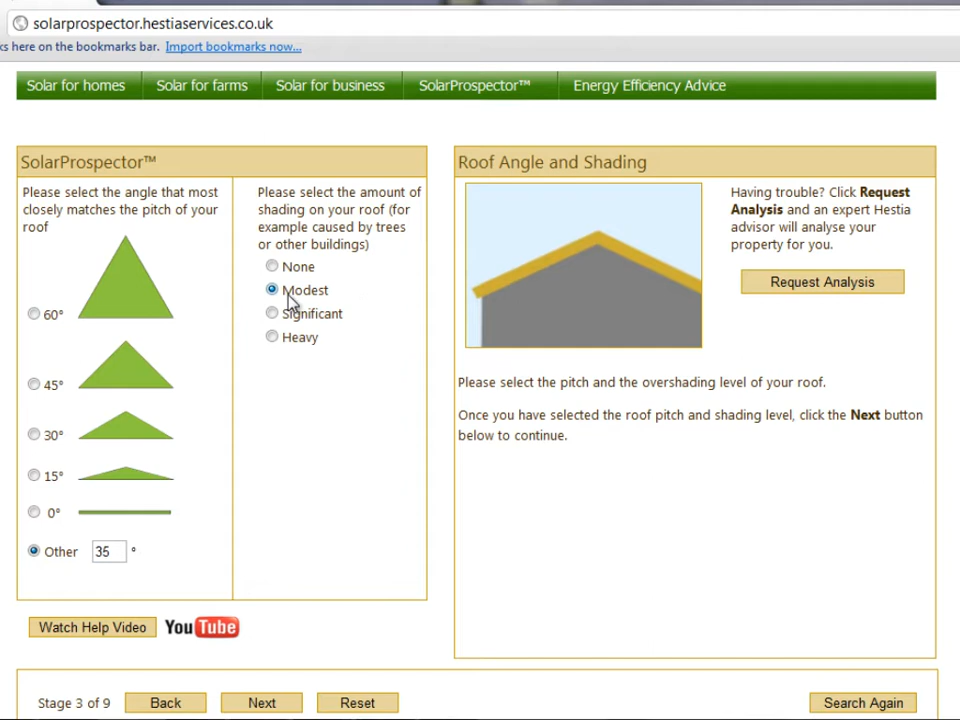 solarprospector.hestiaservices.co.uk
ks here on the bookmarks bar. Import bookmarks now...
Solar for homes Solar for farms Solar for business SolarProspector™ Energy Efficiency Advice
SolarProspector™
Please select the angle that most
closely matches the pitch of your
roof
60°
45°
30°
15°
0°
Other 35 °
Please select the amount of
shading on your roof (for
example caused by trees
or other buildings)
None
Modest
Significant
Heavy
Watch Help Video YouTube
Roof Angle and Shading
Having trouble? Click Request
Analysis and an expert Hestia
advisor will analyse your
property for you.
Request Analysis
Please select the pitch and the overshading level of your roof.
Once you have selected the roof pitch and shading level, click the Next button
below to continue.
Stage 3 of 9 Back Next Reset Search Again